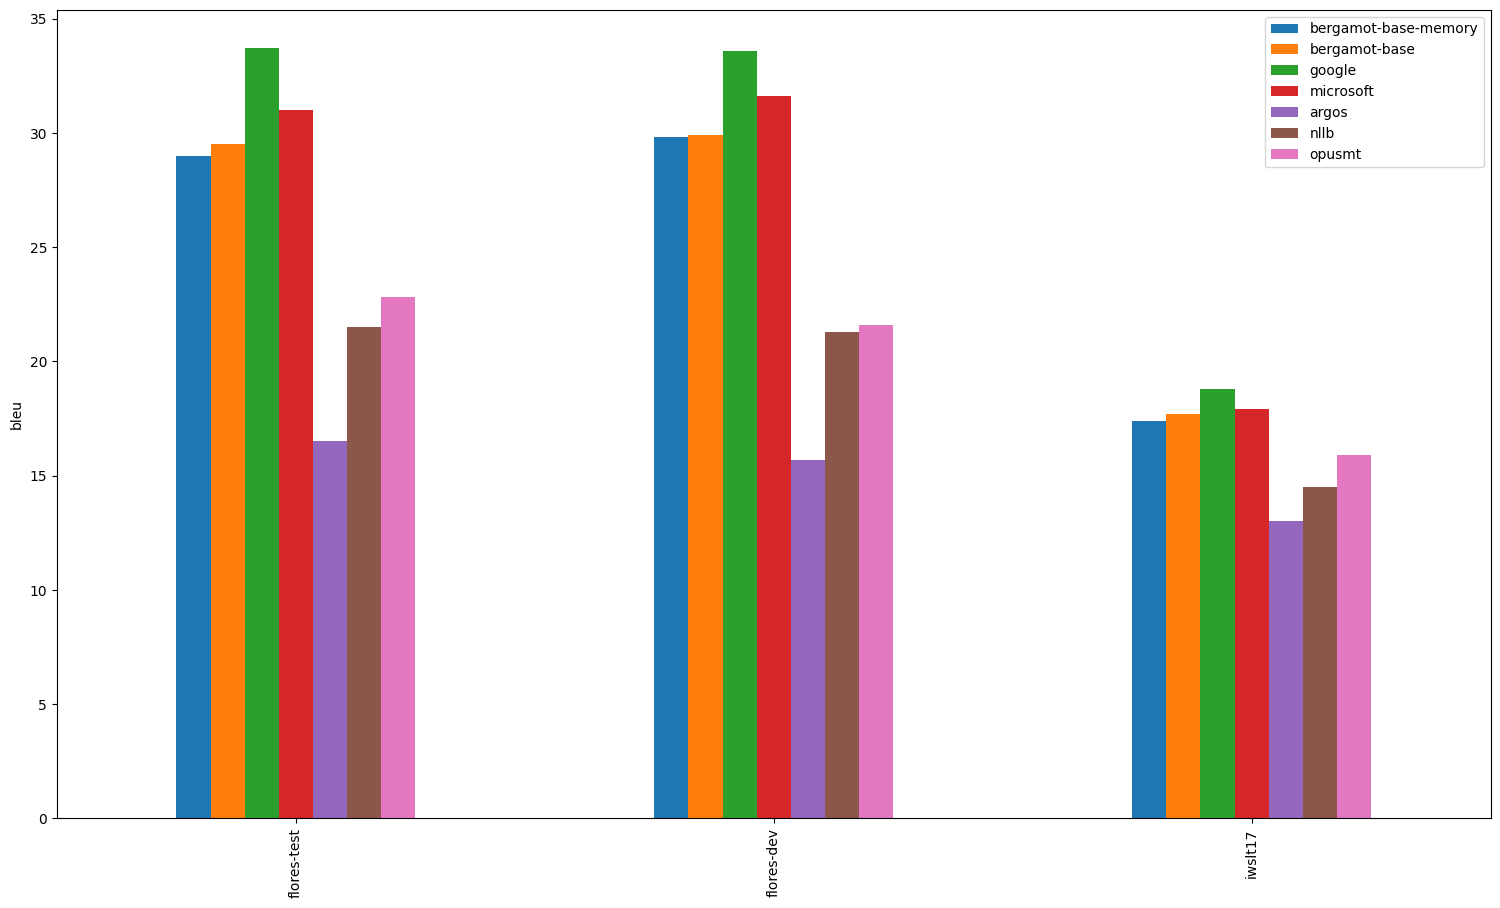 bergamot-base-memory
bergamot-base
google
microsoft
argos
nllb
opusmt
bleu
35
30
25
20
15
10
5
0
flores-test
flores-dev
iwslt17